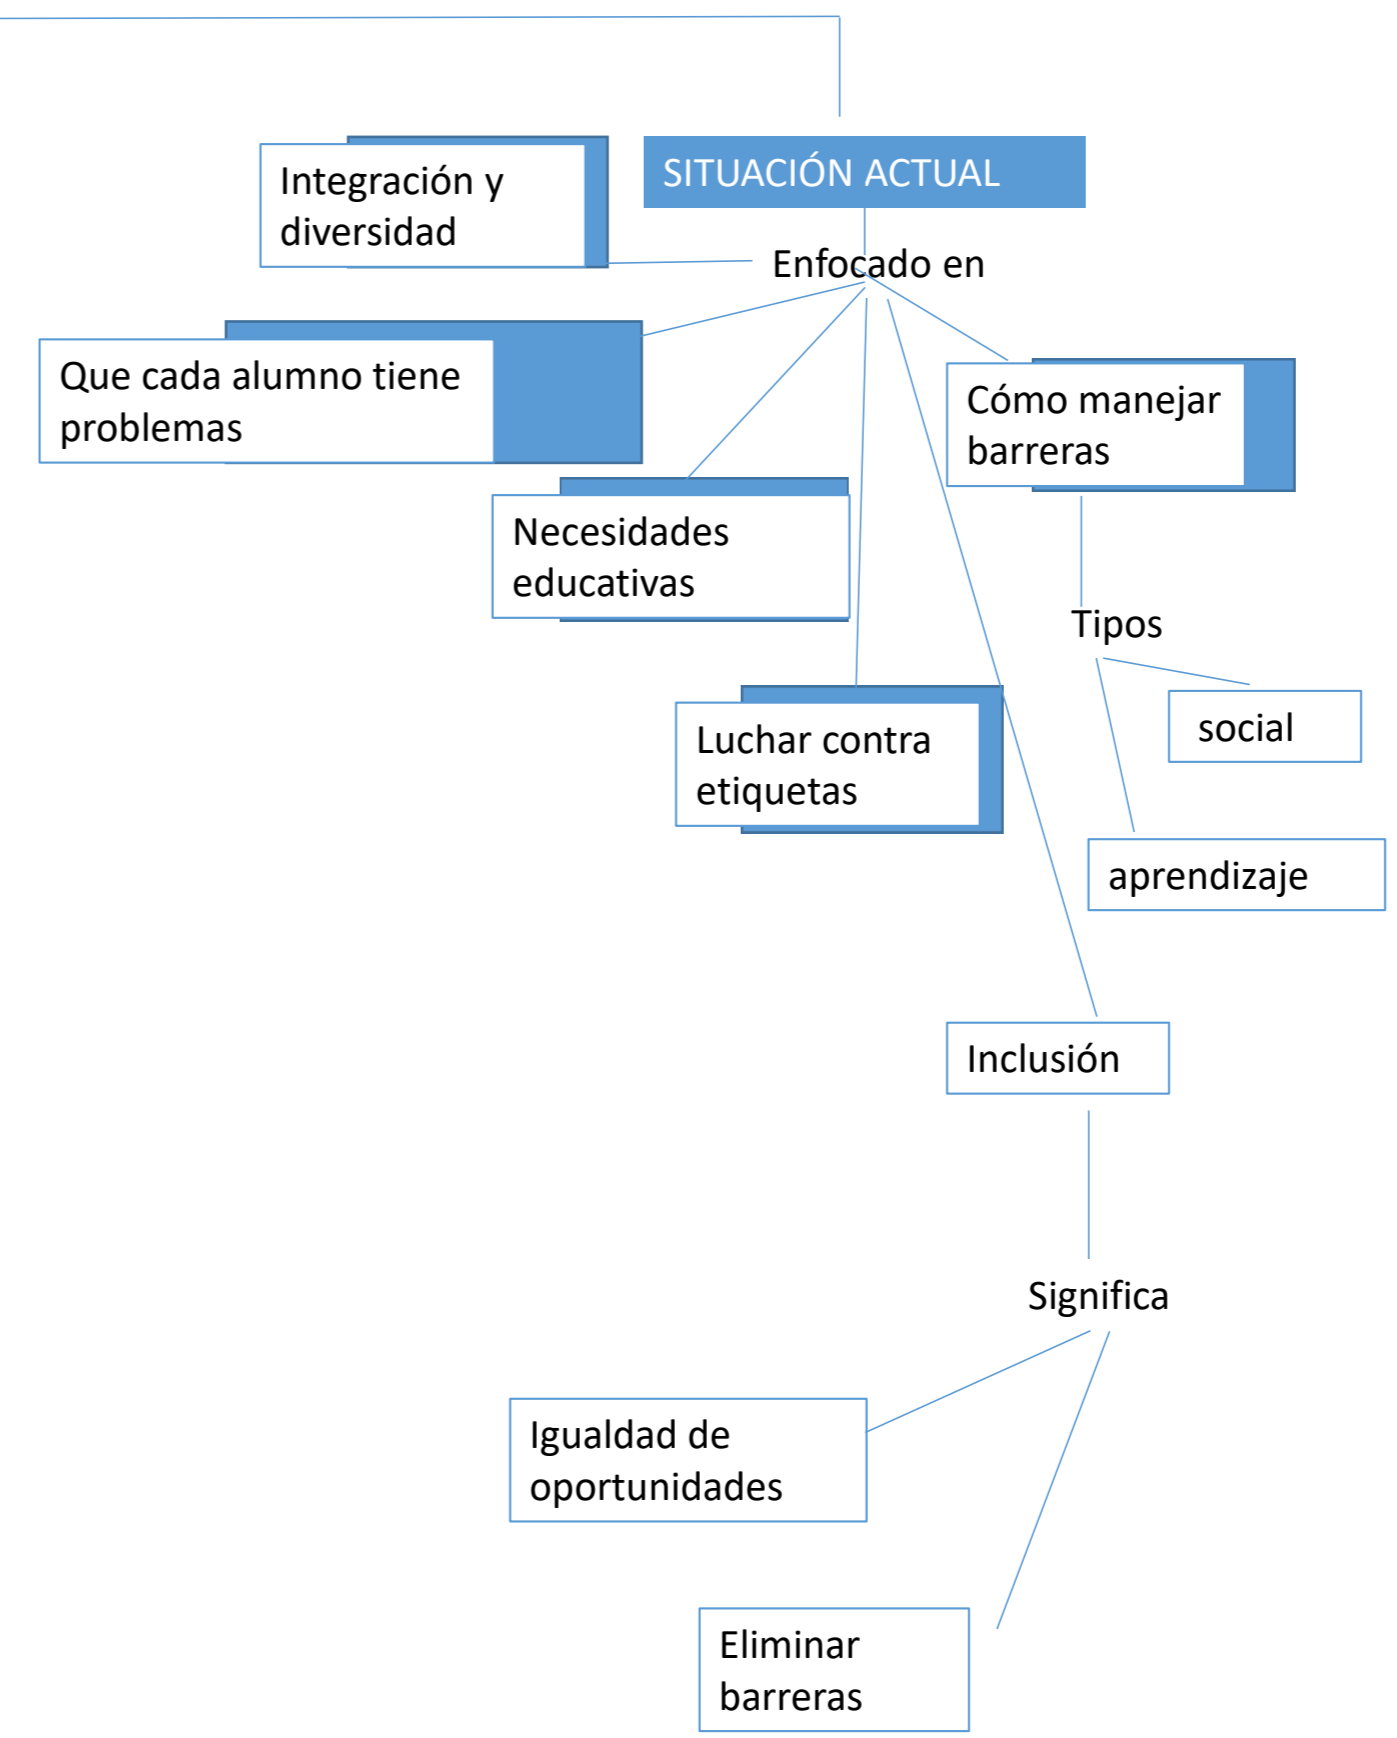 SITUACIÓN ACTUAL
Integración y
diversidad
Enfocado en
Que cada alumno tiene
problemas
Cómo manejar
barreras
Necesidades
educativas
Tipos
Luchar contra
etiquetas
social
aprendizaje
Inclusión
Significa
Igualdad de
oportunidades
Eliminar
barreras